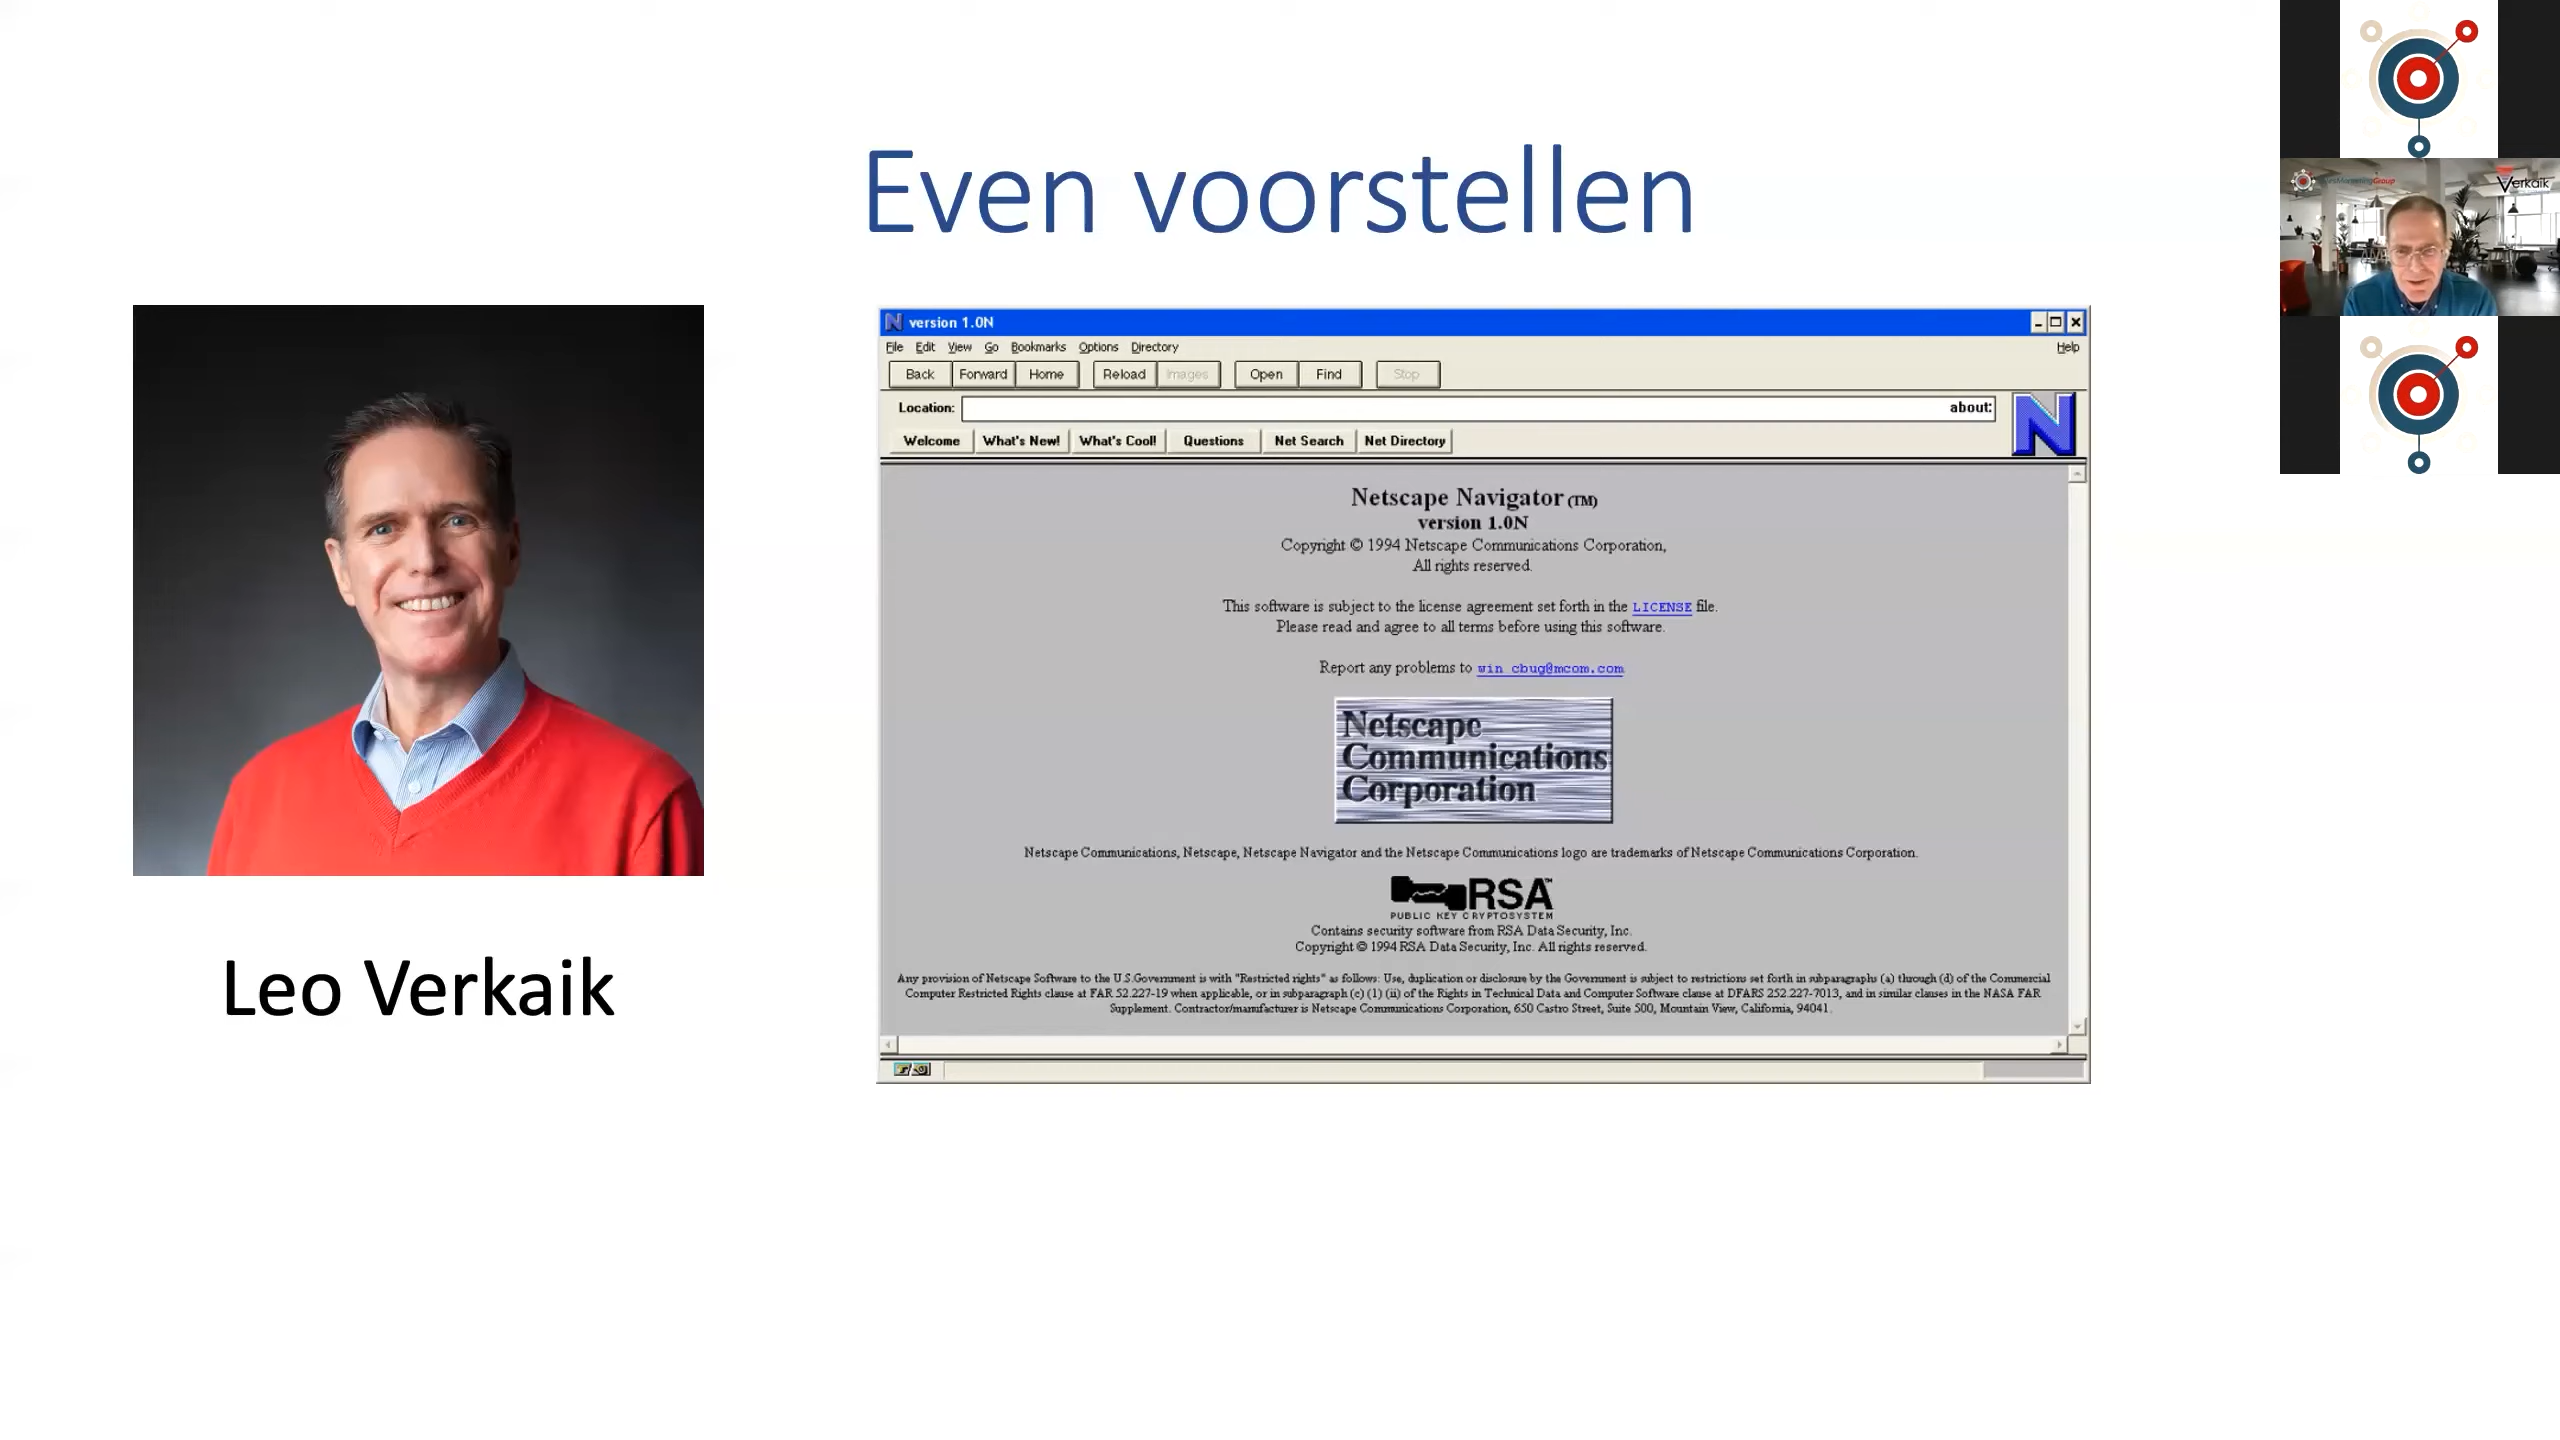 Even voorstellen
Verkaik
version 1.0N
File Edit View Go Bookmarks Options Directory Help
Back Forward Home Reload Images Open Find Stop
Location: about:
Welcome What's New! What's Cool! Questions Net Search Net Directory
Netscape Navigator (TM)
version 1.0N
Copyright © 1994 Netscape Communications Corporation,
All rights reserved.
This software is subject to the license agreement set forth in the LICENSE file.
Please read and agree to all terms before using this software.
Report any problems to win_cbug@mcom.com
Netscape
Communications
Corporation
Netscape Communications, Netscape, Netscape Navigator and the Netscape Communications logo are trademarks of Netscape Communications Corporation.
RSA™
PUBLIC KEY CRYPTOSYSTEM
Contains security software from RSA Data Security, Inc.
Copyright © 1994 RSA Data Security, Inc. All rights reserved.
Any provision of Netscape Software to the U.S.Government is with "Restricted rights" as follows: Use, duplication or disclosure by the Government is subject to restrictions set forth in subparagraphs (a) through (d) of the Commercial
Computer Restricted Rights clause at FAR 52.227-19 when applicable, or in subparagraph (c) (1) (ii) of the Rights in Technical Data and Computer Software clause at DFARS 252.227-7013, and in similar clauses in the NASA FAR
Supplement. Contractor/manufacturer is Netscape Communications Corporation, 650 Castro Street, Suite 500, Mountain View, California, 94041.
Leo Verkaik